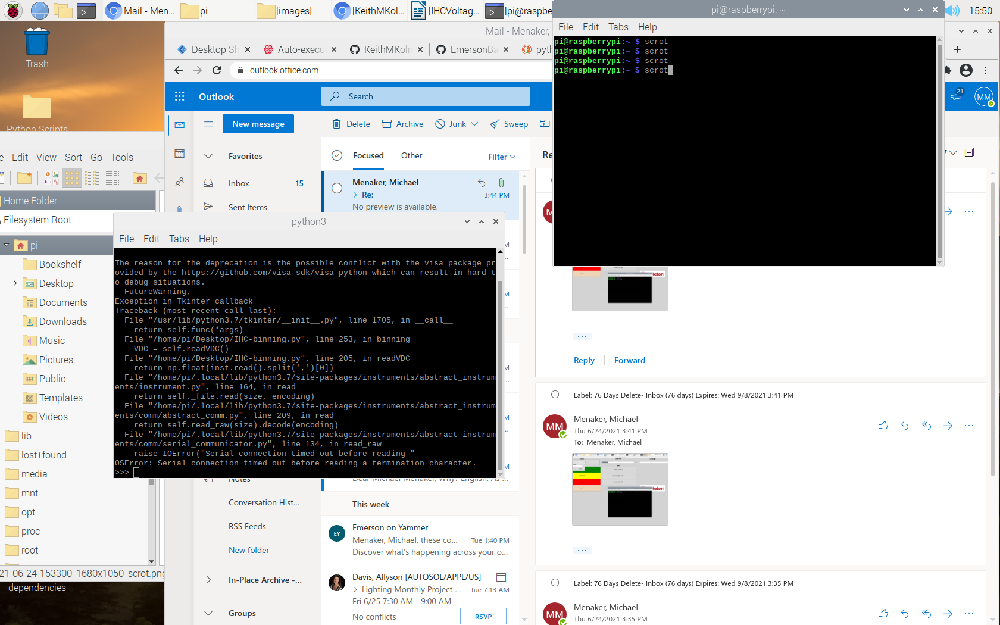 Mail - Men...
pi
[images]
[KeithMKol...
[IHCVoltag...
[pi@raspbe
15:50
pi@raspberrypi: ~
File Edit Tabs Help
pi@raspberrypi:~ $ scrot
pi@raspberrypi:~ $ scrot
pi@raspberrypi:~ $ scrot
pi@raspberrypi:~ $ scrot
Trash
Python Scripts
Mail - Menaker,
Desktop Sh
Auto-execu
KeithMKoln
EmersonBa
pyth
outlook.office.com
Outlook
Search
21
MM
New message
Delete
Archive
Junk
Sweep
Favorites
Inbox 15
Sent Items
Focused
Other
Filter
Re
Menaker, Michael
Re:
3:44 PM
No preview is available.
e Edit View Sort Go Tools
Home Folder
Filesystem Root
pi
Bookshelf
Desktop
Documents
Downloads
Music
Pictures
Public
Templates
Videos
lib
lost+found
media
mnt
opt
proc
root
21-06-24-153300_1680x1050_scrot.png
dependencies
python3
File Edit Tabs Help
The reason for the deprecation is the possible conflict with the visa package pr
ovided by the https://github.com/visa-sdk/visa-python which can result in hard t
o debug situations.
  FutureWarning,
Exception in Tkinter callback
Traceback (most recent call last):
  File "/usr/lib/python3.7/tkinter/__init__.py", line 1705, in __call__
    return self.func(*args)
  File "/home/pi/Desktop/IHC-binning.py", line 253, in binning
    VDC = self.readVDC()
  File "/home/pi/Desktop/IHC-binning.py", line 205, in readVDC
    return np.float(inst.read().split(',')[0])
  File "/home/pi/.local/lib/python3.7/site-packages/instruments/abstract_instrum
ents/instrument.py", line 164, in read
    return self._file.read(size, encoding)
  File "/home/pi/.local/lib/python3.7/site-packages/instruments/abstract_instrum
ents/comm/abstract_comm.py", line 209, in read
    return self.read_raw(size).decode(encoding)
  File "/home/pi/.local/lib/python3.7/site-packages/instruments/abstract_instrum
ents/comm/serial_communicator.py", line 134, in read_raw
    raise IOError("Serial connection timed out before reading "
OSError: Serial connection timed out before reading a termination character.
>>>
Notes
Conversation Hist...
RSS Feeds
New folder
In-Place Archive -...
Groups
Dear Michael Menaker, Why? English: As ...
This week
EY
Emerson on Yammer
Menaker, Michael, these co... Tue 1:40 PM
Discover what's happening across your o...
Davis, Allyson [AUTOSOL/APPL/US]
Lighting Monthly Project ... Tue 7:13 AM
Fri 6/25 7:30 AM - 9:00 AM
No conflicts
RSVP
Reply
Forward
Label: 76 Days Delete- Inbox (76 days) Expires: Wed 9/8/2021 3:41 PM
MM
Menaker, Michael
Thu 6/24/2021 3:41 PM
To: Menaker, Michael
Label: 76 Days Delete- Inbox (76 days) Expires: Wed 9/8/2021 3:35 PM
MM
Menaker, Michael
Thu 6/24/2021 3:35 PM